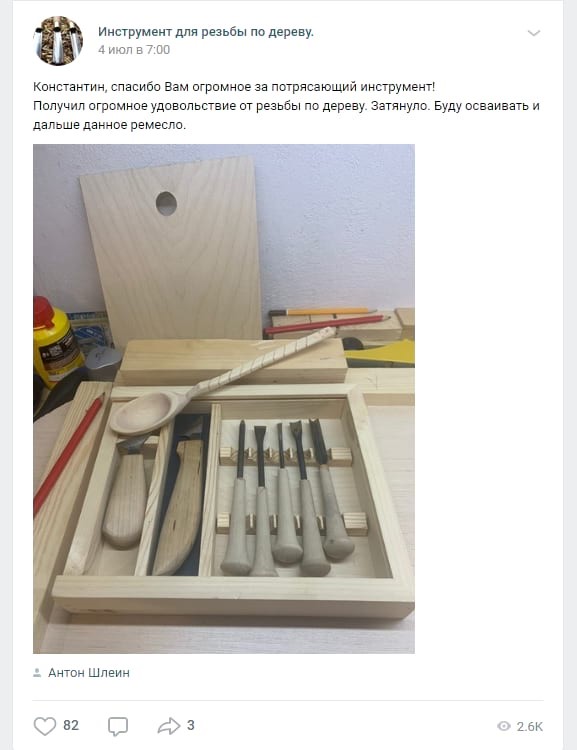 Инструмент для резьбы по дереву.
4 июл в 7:00
Константин, спасибо Вам огромное за потрясающий инструмент!
Получил огромное удовольствие от резьбы по дереву. Затянуло. Буду осваивать и
дальше данное ремесло.
Антон Шлеин
82
3
2.6K